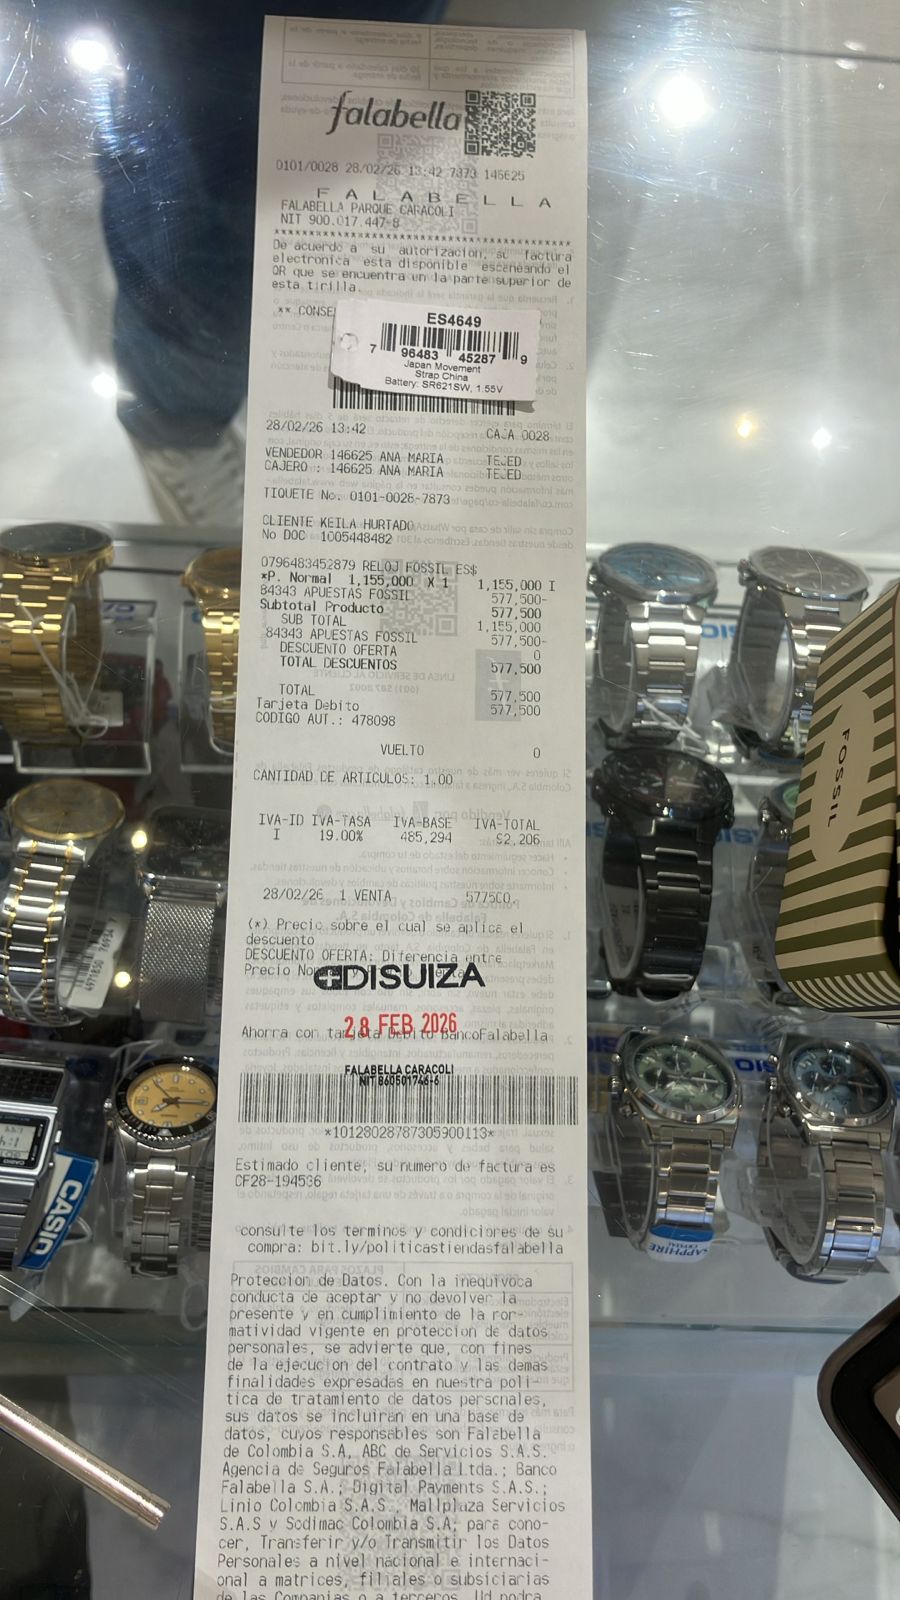 falabella
0101/0028 28/02/26 13:42 7873 146625
F A L A B E L L A
FALABELLA PARQUE CARACOLI
NIT 900.017.447-8
De acuerdo a su autorizacion, su factura
electronica esta disponible escaneando el
QR que se encuentra en la parte superior de
esta tirilla.
** CONSE
ES4649
7 96483 45287 9
Japan Movement
Strap China
Battery: SR621SW, 1.55V
28/02/26 13:42 CAJA 0028
VENDEDOR 146625 ANA MARIA TEJED
CAJERO : 146625 ANA MARIA TEJED
TIQUETE No. 0101-0028-7873
CLIENTE KEILA HURTADO
No DOC 1005448482
0796483452879 RELOJ FOSSIL ES$
*P. Normal 1,155,000 X 1 1,155,000 I
84343 APUESTAS FOSSIL 577,500-
Subtotal Producto 577,500
SUB TOTAL 1,155,000
84343 APUESTAS FOSSIL 577,500-
DESCUENTO OFERTA 0
TOTAL DESCUENTOS 577,500
TOTAL 577,500
Tarjeta Debito 577,500
CODIGO AUT.: 478098
VUELTO 0
CANTIDAD DE ARTICULOS: 1.00
IVA-ID IVA-TASA IVA-BASE IVA-TOTAL
I 19.00% 485,294 92,206
28/02/26 1 VENTA 577500.
(*) Precio sobre el cual se aplica el
descuento
DESCUENTO OFERTA: Diferencia entre
Precio
DISUIZA
28 FEB 2026
Ahorra con tarjeta Debito BancoFalabella
FALABELLA CARACOLI
NIT 860501746-6
*10128028787305900113*
Estimado cliente, su numero de factura es
CF28-194536
consulte los terminos y condiciones de su
compra: bit.ly/politicastiendasfalabella
Proteccion de Datos. Con la inequivoca
conducta de aceptar y no devolver la
presente y en cumplimiento de la nor-
matividad vigente en proteccion de datos
personales, se advierte que, con fines
de la ejecucion del contrato y las demas
finalidades expresadas en nuestra poli-
tica de tratamiento de datos personales,
sus datos se incluiran en una base de
datos, cuyos responsables son Falabella
de Colombia S.A, ABC de Servicios S.A.S.
Agencia de Seguros Falabella Ltda.; Banco
Falabella S.A.; Digital Payments S.A.S.;
Linio Colombia S.A.S., Mallplaza Servicios
S.A.S y Sodimac Colombia S.A; para cono-
cer, Transferir y/o Transmitir los Datos
Personales a nivel nacional e internaci-
onal a matrices, filiales o subsiciarias
de las Companias o a terceros. Ud podra
FOSSIL
CASIO
SAPPHIRE
CRYSTAL
CASIO